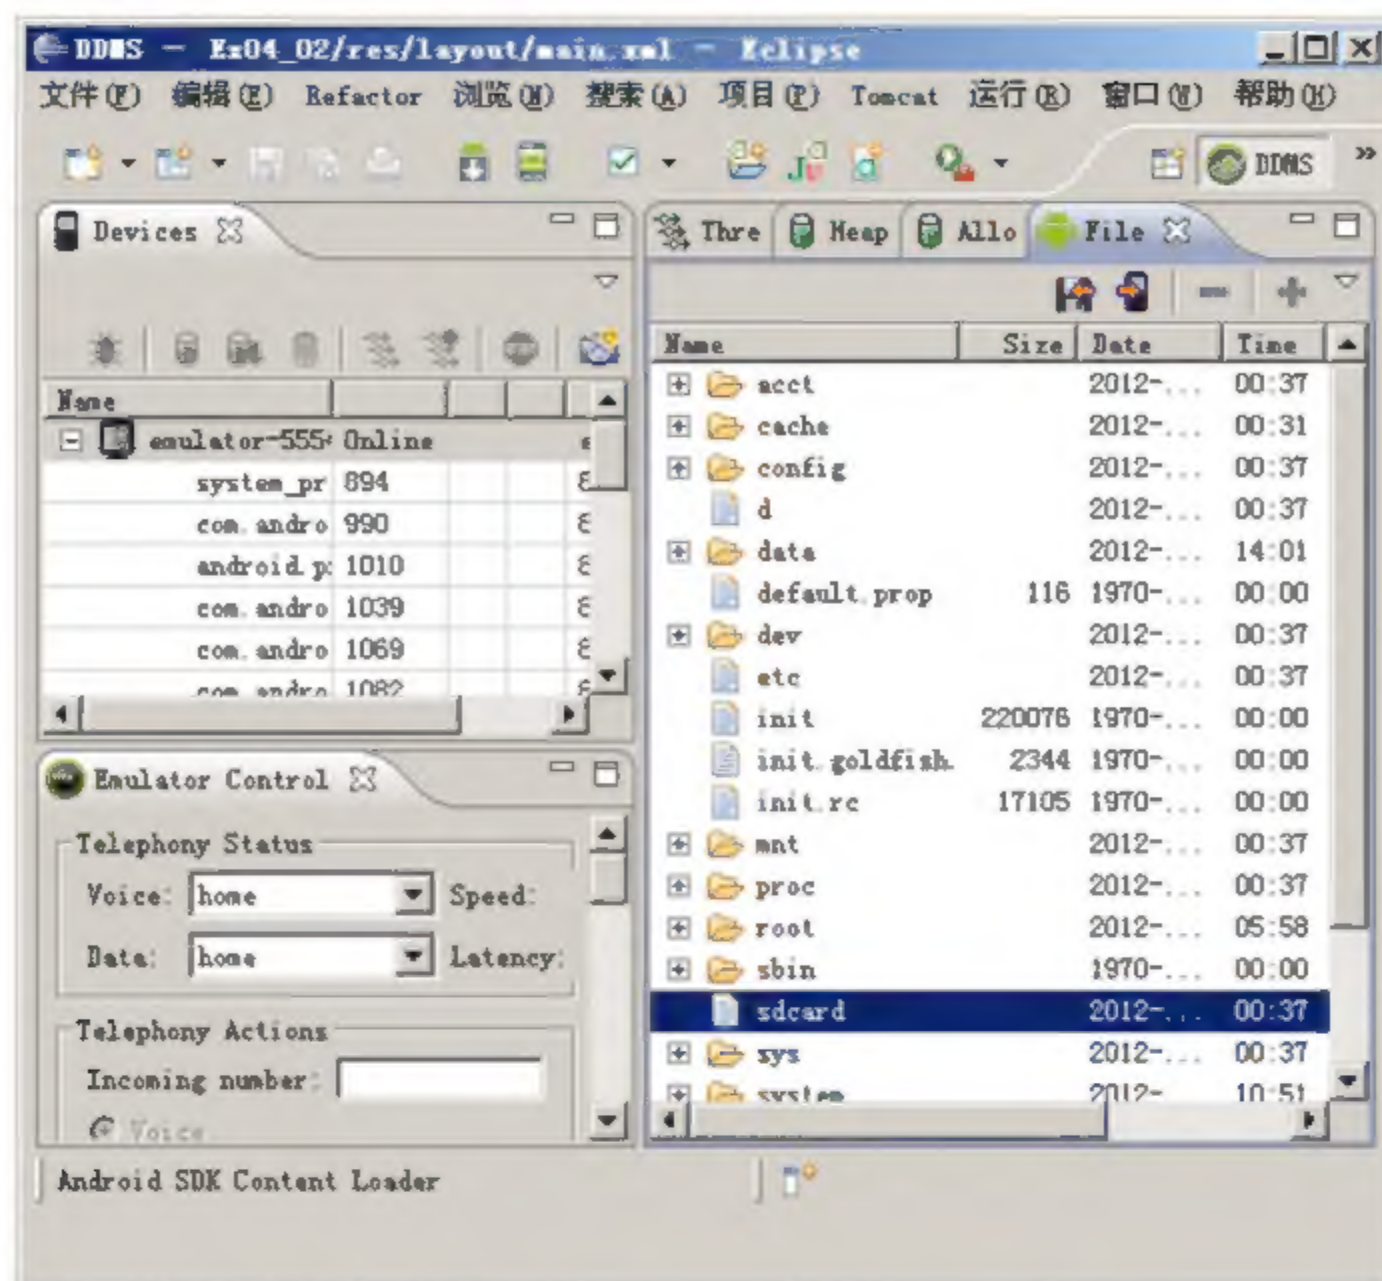 DDMS - Ex04_02/res/layout/main.xml - Eclipse
文件(F) 编辑(E) Refactor 浏览(N) 搜索(A) 项目(P) Tomcat 运行(R) 窗口(W) 帮助(H)
DDMS »
Devices
Name
emulator-555 Online
system_pr 894
com.andro 990
android.p 1010
com.andro 1039
com.andro 1069
com.andro 1082
Emulator Control
Telephony Status
Voice: home Speed:
Data: home Latency:
Telephony Actions
Incoming number:
Voice
Thre Heap Allo File
Name Size Date Time
acct 2012-... 00:37
cache 2012-... 00:31
config 2012-... 00:37
d 2012-... 00:37
data 2012-... 14:01
default.prop 116 1970-... 00:00
dev 2012-... 00:37
etc 2012-... 00:37
init 220076 1970-... 00:00
init.goldfish. 2344 1970-... 00:00
init.rc 17105 1970-... 00:00
mnt 2012-... 00:37
proc 2012-... 00:37
root 2012-... 05:58
sbin 1970-... 00:00
sdcard 2012-... 00:37
sys 2012-... 00:37
system 2012- 10:51
Android SDK Content Loader